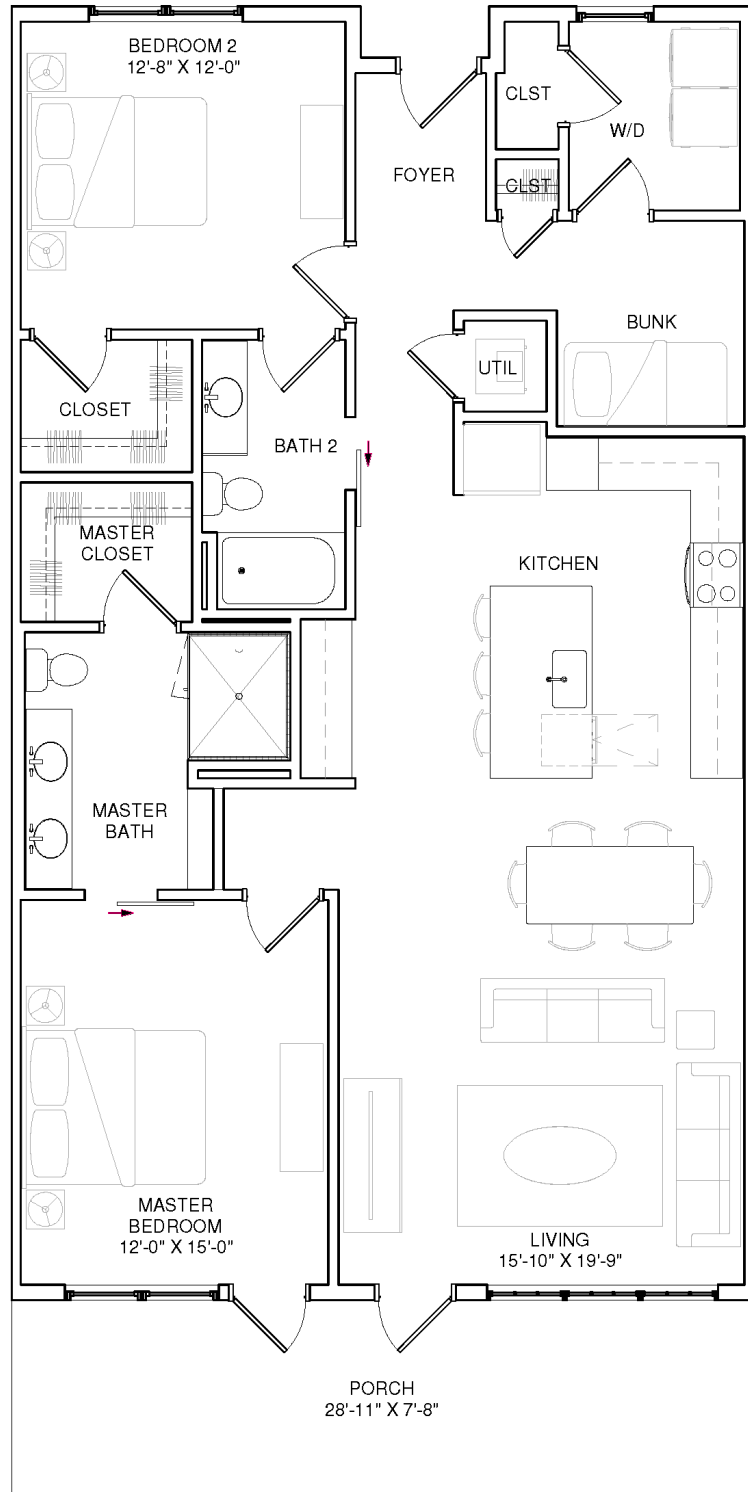 BEDROOM 2
12'-8" X 12'-0"
CLST
W/D
FOYER
CLST
BUNK
UTIL
CLOSET
BATH 2
MASTER
CLOSET
KITCHEN
MASTER
BATH
MASTER
BEDROOM
12'-0" X 15'-0"
LIVING
15'-10" X 19'-9"
PORCH
28'-11" X 7'-8"